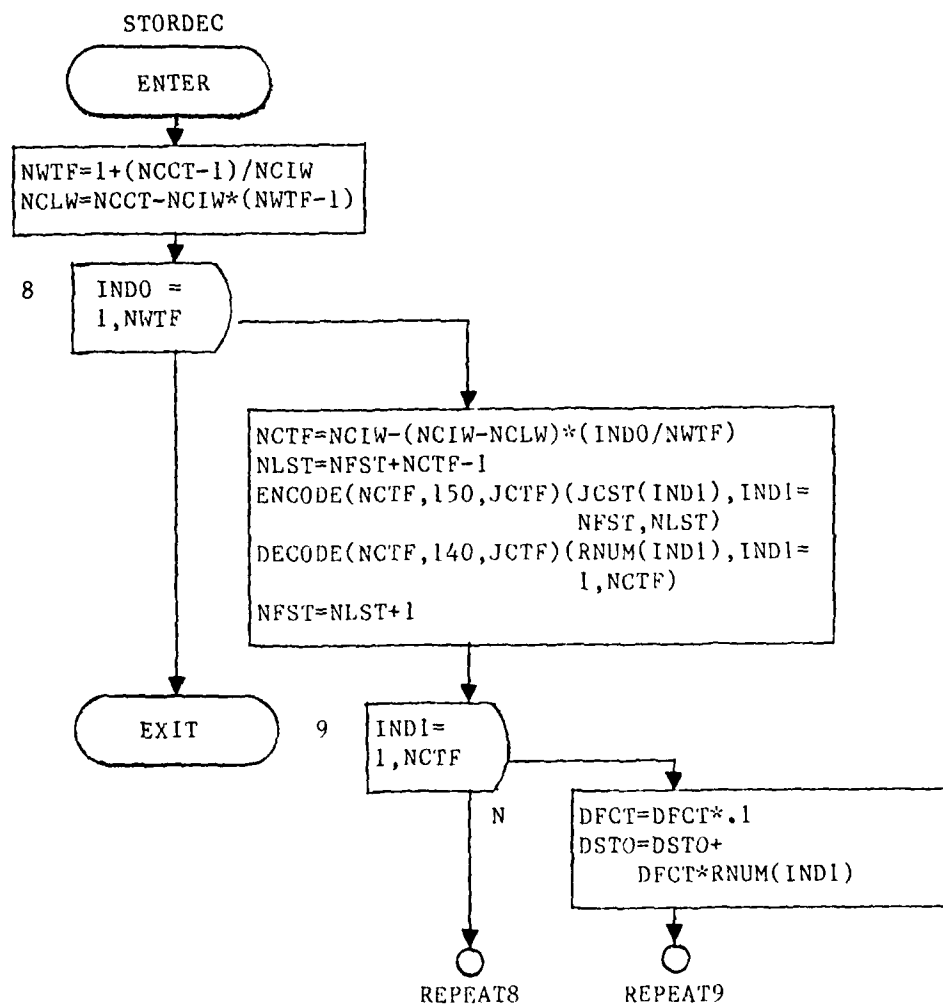 STORDEC
ENTER
NWTF=1+(NCCT-1)/NCIW
NCLW=NCCT-NCIW*(NWTF-1)
8
INDO =
1,NWTF
NCTF=NCIW-(NCIW-NCLW)*(INDO/NWTF)
NLST=NFST+NCTF-1
ENCODE(NCTF,150,JCTF)(JCST(IND1),IND1=
NFST,NLST)
DECODE(NCTF,140,JCTF)(RNUM(IND1),IND1=
1,NCTF)
NFST=NLST+1
EXIT
9
IND1=
1,NCTF
N
DFCT=DFCT*.1
DSTO=DSTO+
DFCT*RNUM(IND1)
REPEAT8
REPEAT9